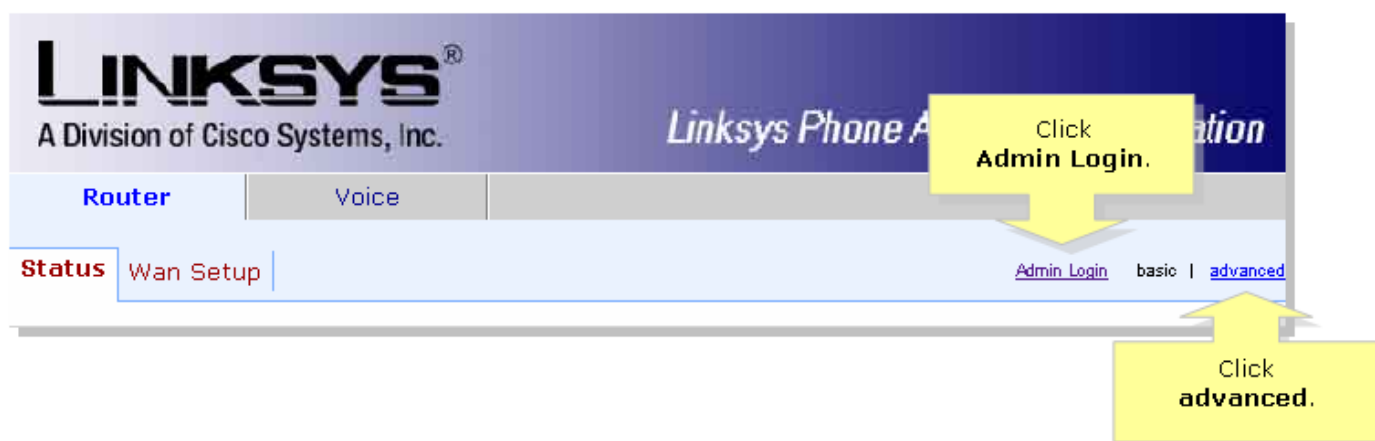 LINKSYS®
A Division of Cisco Systems, Inc.
Linksys Phone A
Click
Admin Login.
Router
Voice
Status
Wan Setup
Admin Login basic | advanced
Click
advanced.